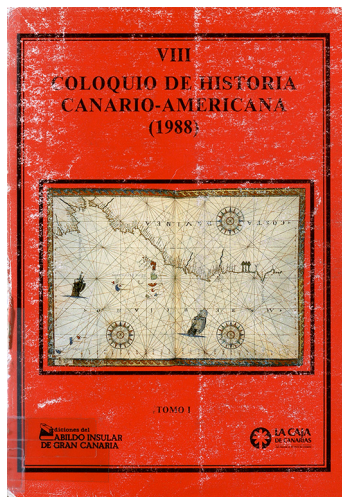 VIII
COLOQUIO DE HISTORIA
CANARIO-AMERICANA
(1988)
TOMO I
ediciones del
CABILDO INSULAR
DE GRAN CANARIA
LA CAJA
DE CANARIAS